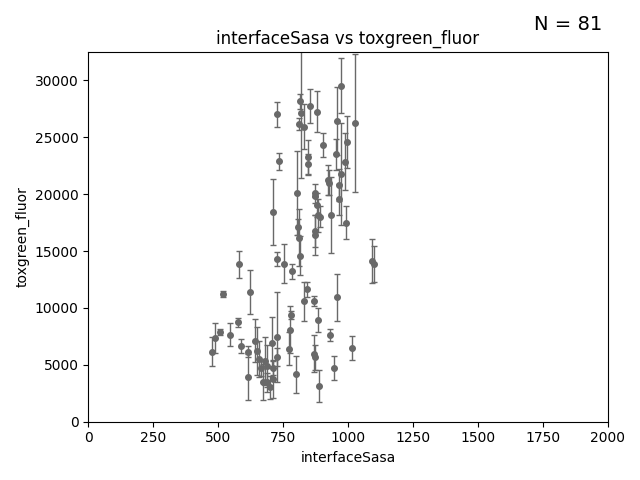 N = 81
interfaceSasa vs toxgreen_fluor
toxgreen_fluor
30000
25000
20000
15000
10000
5000
0
0 250 500 750 1000 1250 1500 1750 2000
interfaceSasa